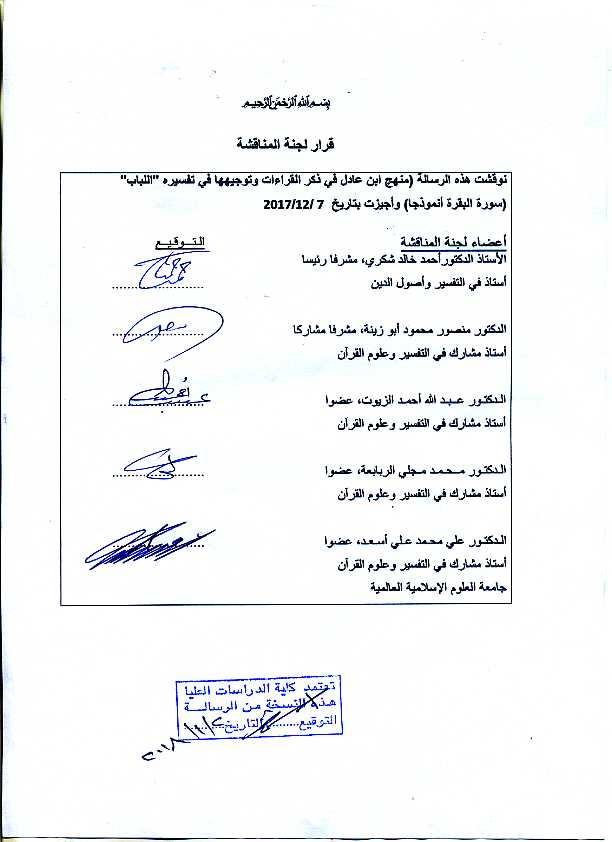 بسم الله الرحمن الرحيم
قرار لجنة المناقشة
نوقشت هذه الرسالة (منهج ابن عادل في ذكر القراءات وتوجيهها في تفسيره "اللباب"
(سورة البقرة أنموذجا) وأجيزت بتاريخ 7 /2017/12
أعضاء لجنة المناقشة التوقيع
الأستاذ الدكتور أحمد خالد شكري، مشرفا رئيسا
أستاذ في التفسير وأصول الدين
الدكتور منصور محمود أبو زينة، مشرفا مشاركا
أستاذ مشارك في التفسير وعلوم القرآن
الدكتور عبد الله أحمد الزيوت، عضوا
أستاذ مشارك في التفسير وعلوم القرآن
الدكتور محمد مجلي الربابعة، عضوا
أستاذ مشارك في التفسير وعلوم القرآن
الدكتور علي محمد علي أسعد، عضوا
أستاذ مشارك في التفسير وعلوم القرآن
جامعة العلوم الإسلامية العالمية
تعتمد كلية الدراسات العليا
هذه النسخة من الرسالة
التوقيع.........التاريخ